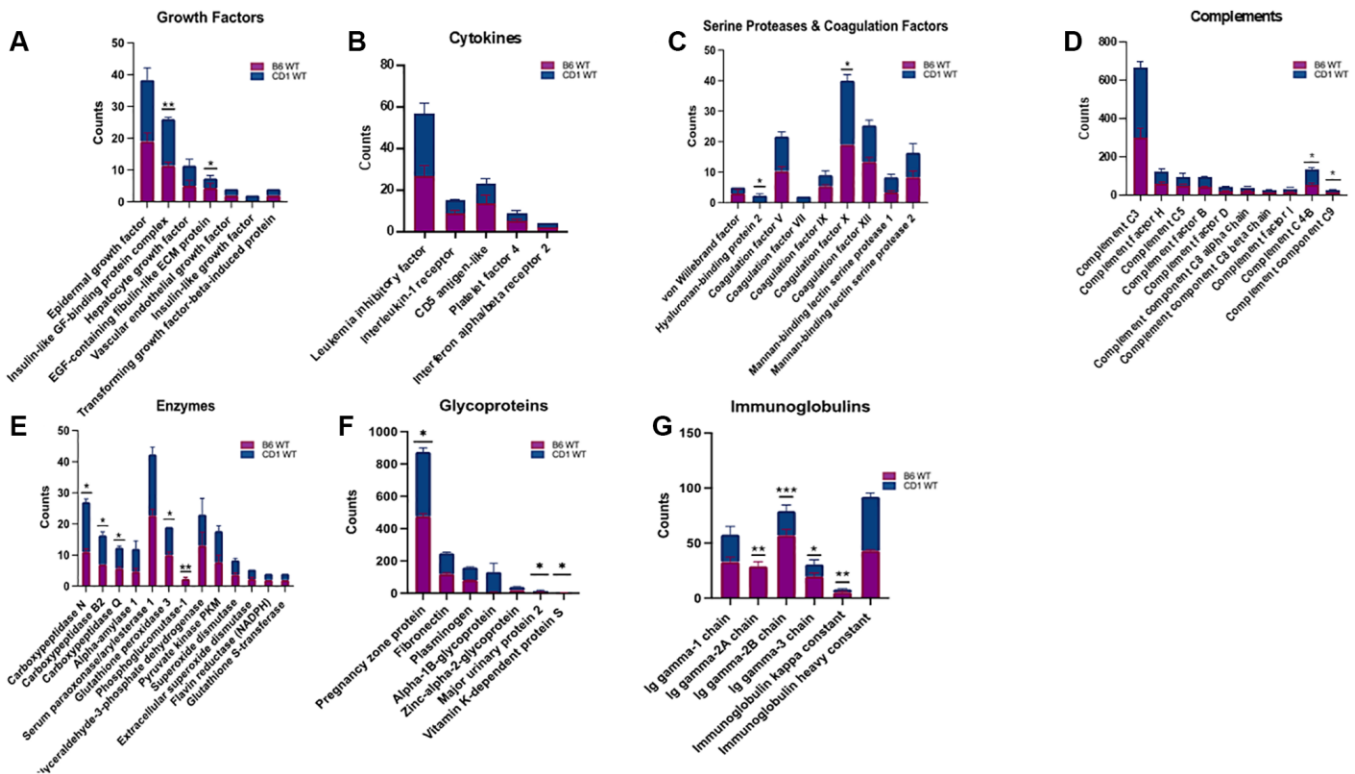 A
Growth Factors
Counts
50
40
30
20
10
0
B6 WT
CD1 WT
**
*
Epidermal growth factor
Insulin-like GF-binding protein complex
Hepatocyte growth factor
EGF-containing fibulin-like ECM protein
Vascular endothelial growth factor
Insulin-like growth factor
Transforming growth factor-beta-induced protein
B
Cytokines
Counts
80
60
40
20
0
B6 WT
CD1 WT
Leukemia inhibitory factor
Interleukin-1 receptor
CD5 antigen-like
Platelet factor 4
Interferon alpha/beta receptor 2
C
Serine Proteases & Coagulation Factors
Counts
50
40
30
20
10
0
B6 WT
CD1 WT
*
*
von Willebrand factor
Hyaluronan-binding protein 2
Coagulation factor V
Coagulation factor VII
Coagulation factor IX
Coagulation factor X
Coagulation factor XII
Mannan-binding lectin serine protease 1
Mannan-binding lectin serine protease 2
D
Complements
Counts
800
600
400
200
0
B6 WT
CD1 WT
*
*
Complement C3
Complement factor H
Complement C5
Complement factor B
Complement factor D
Complement component C8 alpha chain
Complement component C8 beta chain
Complement factor I
Complement C4-B
Complement component C9
E
Enzymes
Counts
50
40
30
20
10
0
B6 WT
CD1 WT
*
*
*
*
**
Carboxypeptidase N
Carboxypeptidase B2
Carboxypeptidase Q
Alpha-amylase 1
Serum paraoxonase/arylesterase 1
Glutathione peroxidase 3
Phosphoglucomutase-1
lyceraldehyde-3-phosphate dehydrogenase
Pyruvate kinase PKM
Superoxide dismutase
Extracellular superoxide dismutase
Flavin reductase (NADPH)
Glutathione S-transferase
F
Glycoproteins
Counts
1000
800
600
400
200
0
B6 WT
CD1 WT
*
*
*
Pregnancy zone protein
Fibronectin
Plasminogen
Alpha-1B-glycoprotein
Zinc-alpha-2-glycoprotein
Major urinary protein 2
Vitamin K-dependent protein S
G
Immunoglobulins
Counts
150
100
50
0
B6 WT
CD1 WT
**
***
*
**
Ig gamma-1 chain
Ig gamma-2A chain
Ig gamma-2B chain
Ig gamma-3 chain
Immunoglobulin kappa constant
Immunoglobulin heavy constant